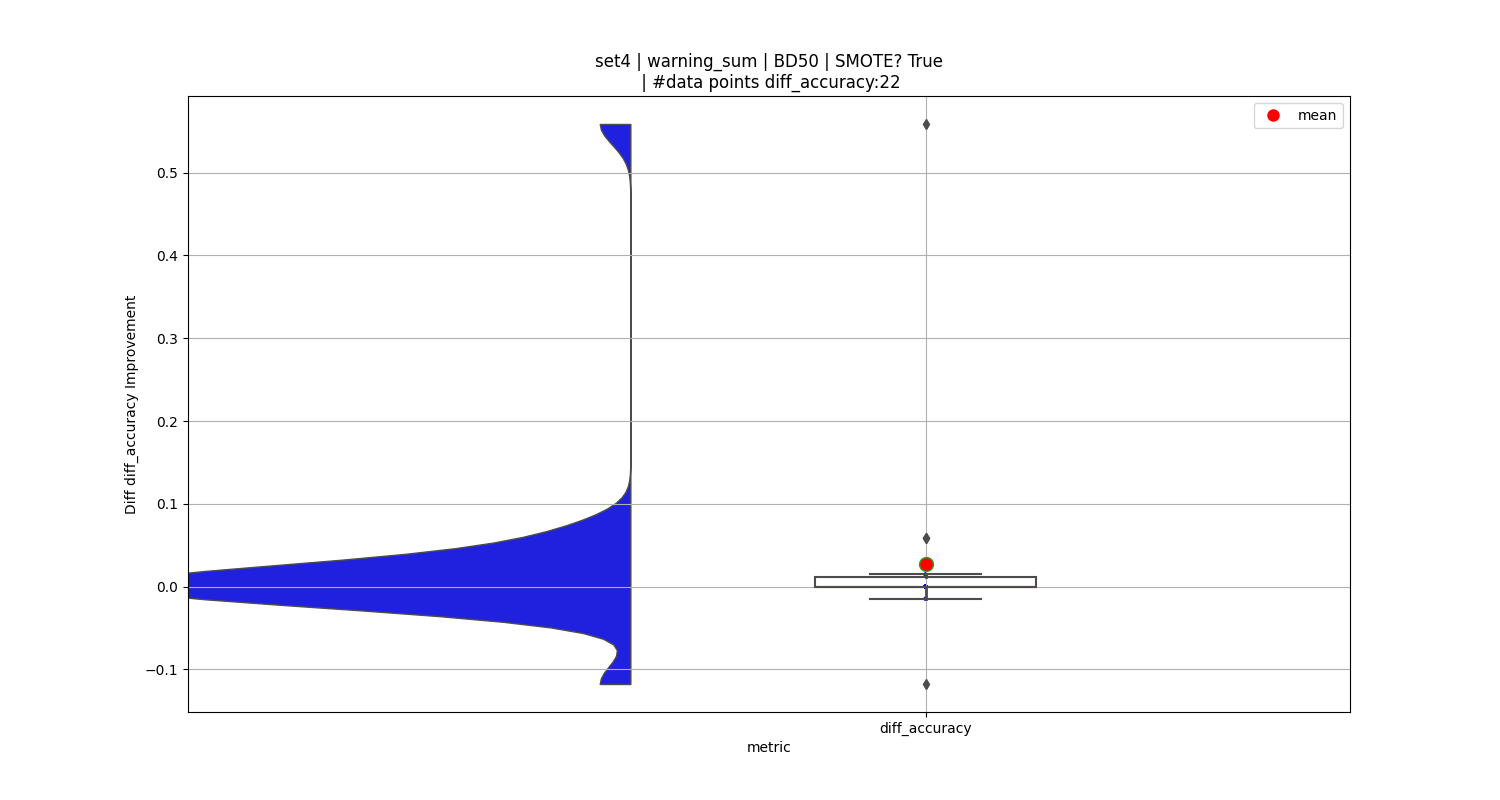 set4 | warning_sum | BD50 | SMOTE? True
| #data points diff_accuracy:22
mean
0.5
0.4
0.3
0.2
0.1
0.0
−0.1
Diff diff_accuracy Improvement
diff_accuracy
metric